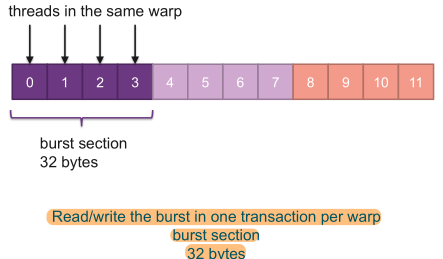 threads in the same warp
0 1 2 3 4 5 6 7 8 9 10 11
burst section
32 bytes
Read/write the burst in one transaction per warp
burst section
32 bytes